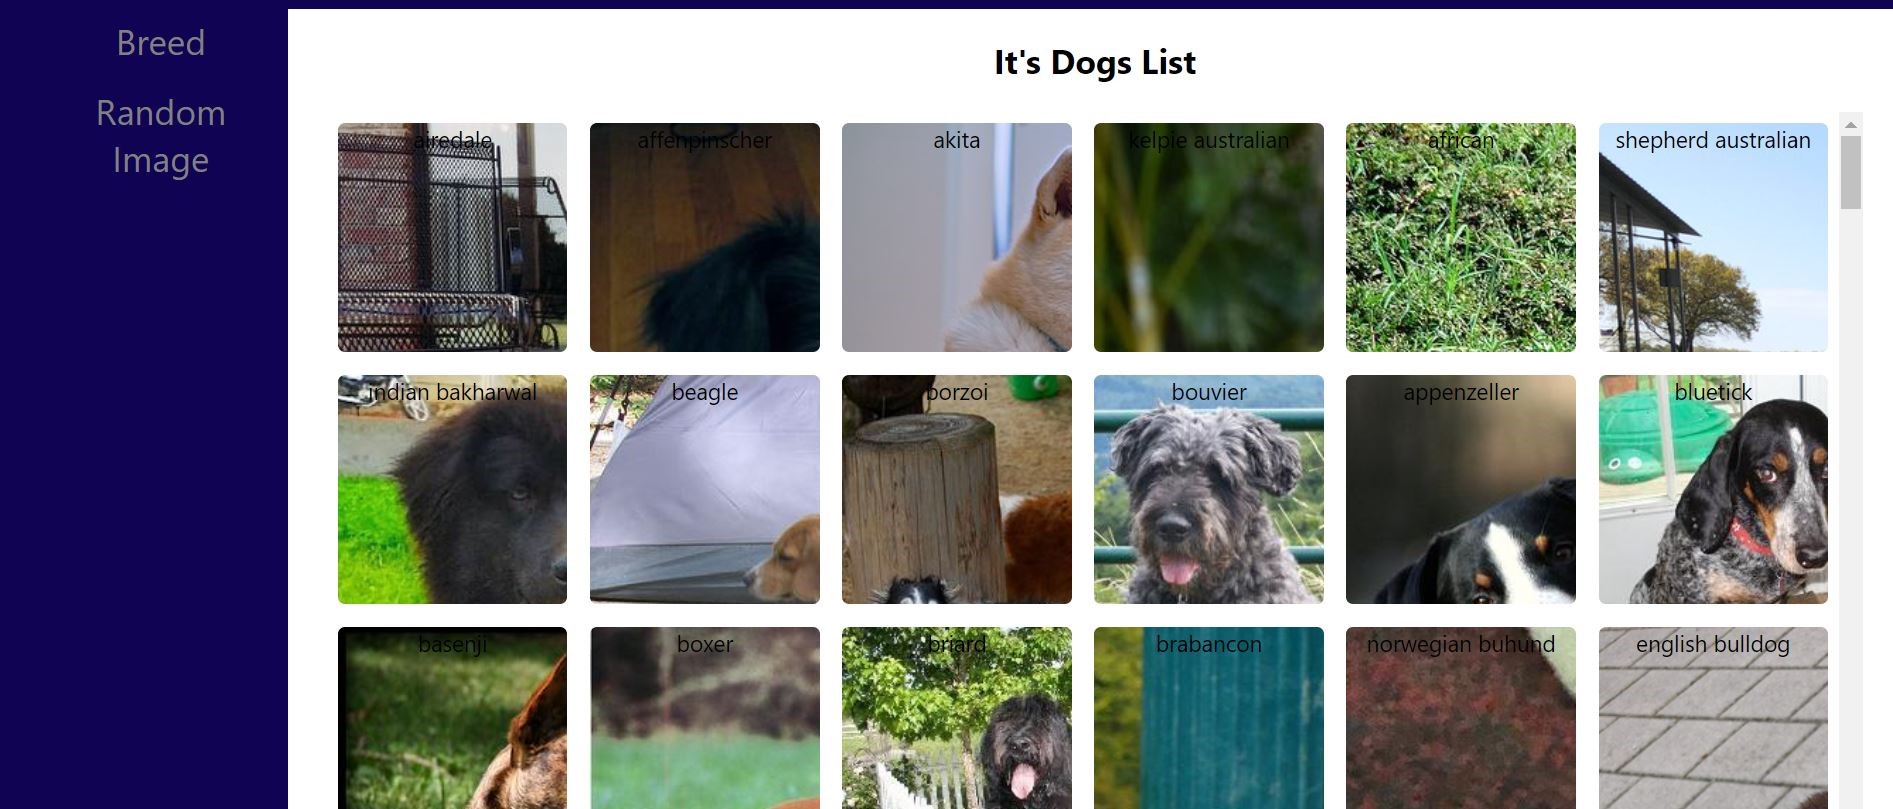 Breed
Random
Image
It's Dogs List
airedale
affenpinscher
akita
kelpie australian
african
shepherd australian
indian bakharwal
beagle
borzoi
bouvier
appenzeller
bluetick
basenji
boxer
briard
brabancon
norwegian buhund
english bulldog